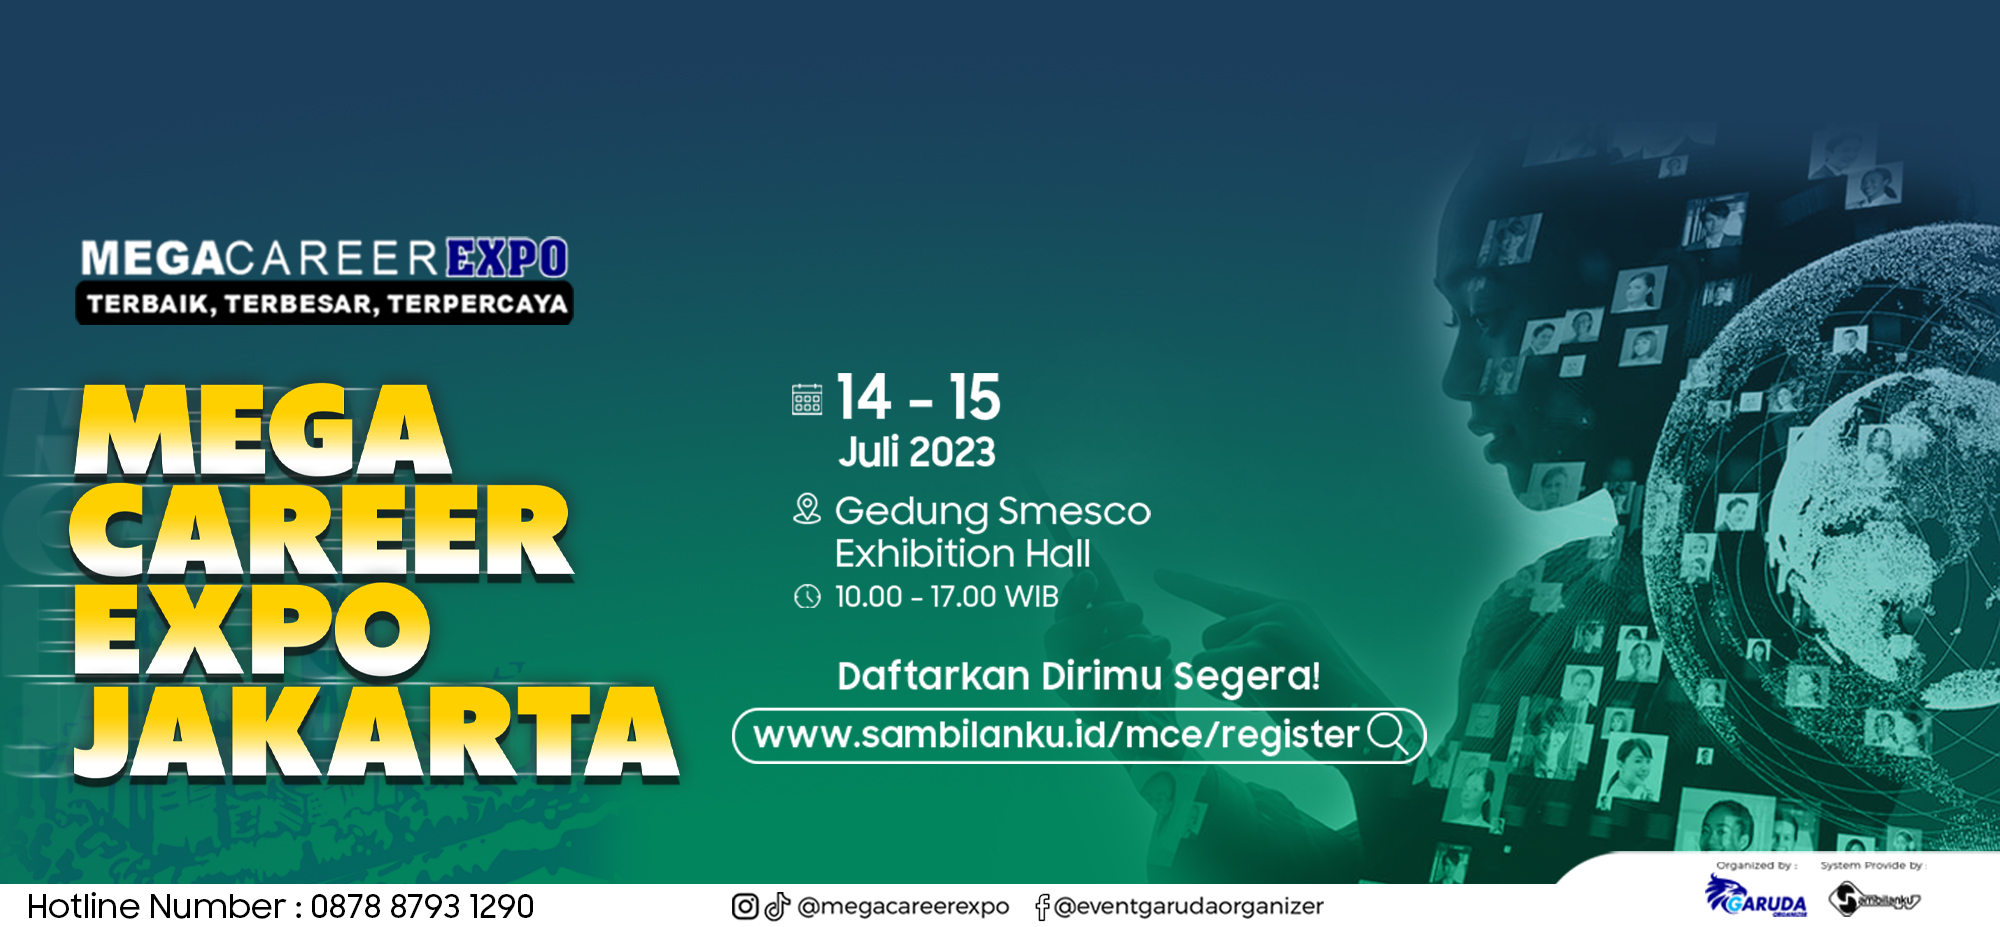 MEGACAREEREXPO
TERBAIK, TERBESAR, TERPERCAYA
MEGA
CAREER
EXPO
JAKARTA
14 - 15
Juli 2023
Gedung Smesco
Exhibition Hall
10.00 - 17.00 WIB
Daftarkan Dirimu Segera!
www.sambilanku.id/mce/register
Hotline Number : 0878 8793 1290
@megacareerexpo
@eventgarudaorganizer
Organized by :
GARUDA
ORGANIZER
System Provide by :
Sambilanku